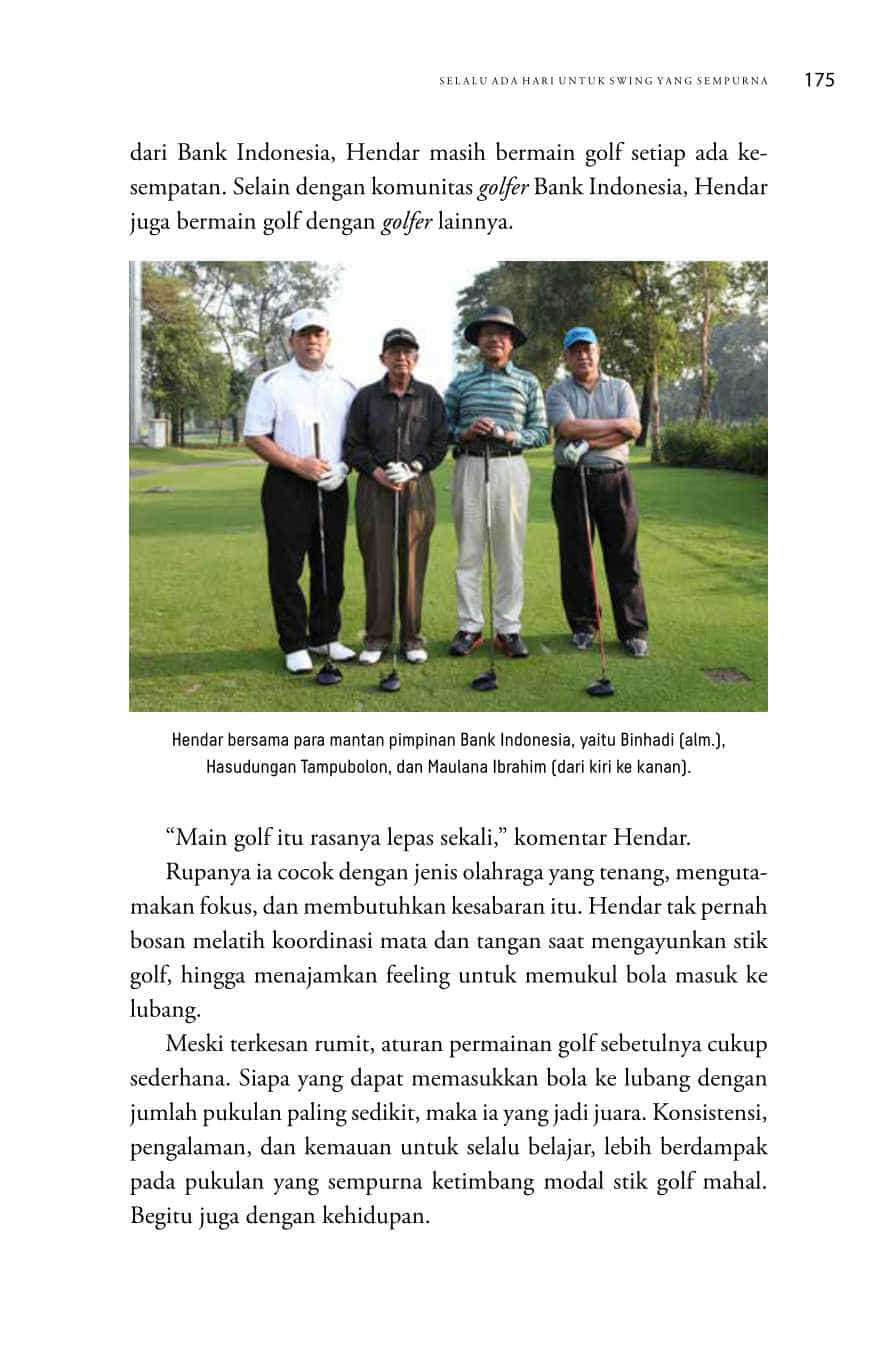 SELALU ADA HARI UNTUK SWING YANG SEMPURNA 175
dari Bank Indonesia, Hendar masih bermain golf setiap ada ke-
sempatan. Selain dengan komunitas golfer Bank Indonesia, Hendar
juga bermain golf dengan golfer lainnya.
Hendar bersama para mantan pimpinan Bank Indonesia, yaitu Binhadi (alm.),
Hasudungan Tampubolon, dan Maulana Ibrahim (dari kiri ke kanan).
“Main golf itu rasanya lepas sekali,” komentar Hendar.
Rupanya ia cocok dengan jenis olahraga yang tenang, menguta-
makan fokus, dan membutuhkan kesabaran itu. Hendar tak pernah
bosan melatih koordinasi mata dan tangan saat mengayunkan stik
golf, hingga menajamkan feeling untuk memukul bola masuk ke
lubang.
Meski terkesan rumit, aturan permainan golf sebetulnya cukup
sederhana. Siapa yang dapat memasukkan bola ke lubang dengan
jumlah pukulan paling sedikit, maka ia yang jadi juara. Konsistensi,
pengalaman, dan kemauan untuk selalu belajar, lebih berdampak
pada pukulan yang sempurna ketimbang modal stik golf mahal.
Begitu juga dengan kehidupan.